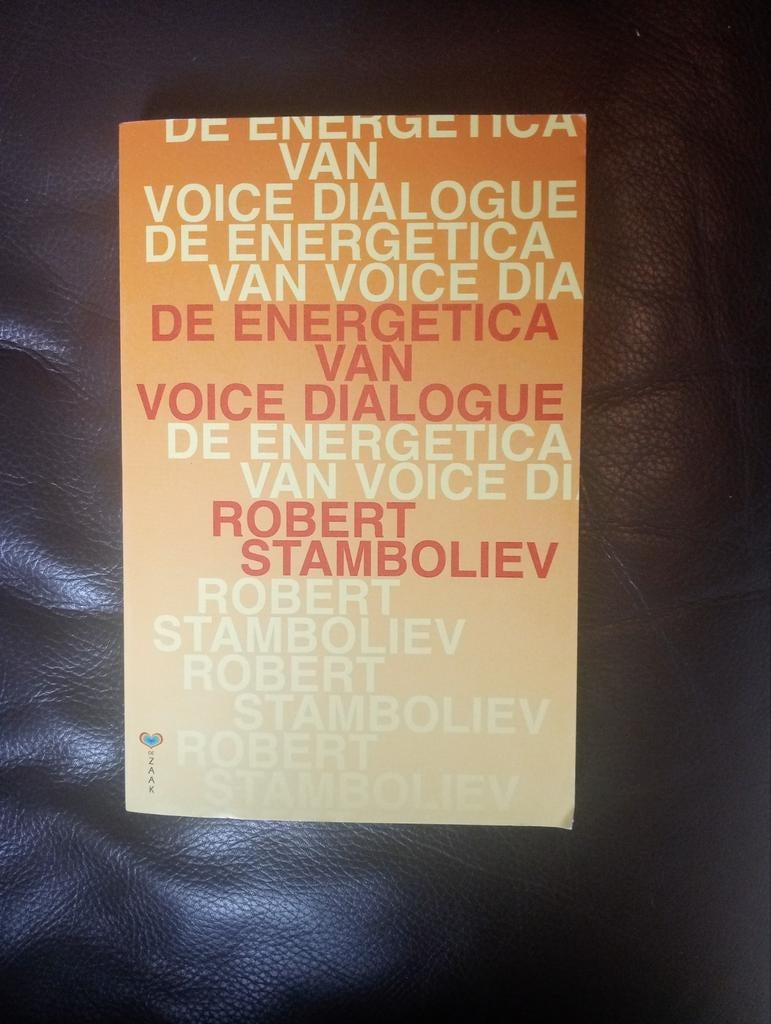 DE ENERGETICA
VAN
VOICE DIALOGUE
DE ENERGETICA
VAN VOICE DIA
DE ENERGETICA
VAN
VOICE DIALOGUE
DE ENERGETICA
VAN VOICE DI
ROBERT
STAMBOLIEV
ROBERT
STAMBOLIEV
ROBERT
STAMBOLIEV
ROBERT
STAMBOLIEV
DE ZAAK